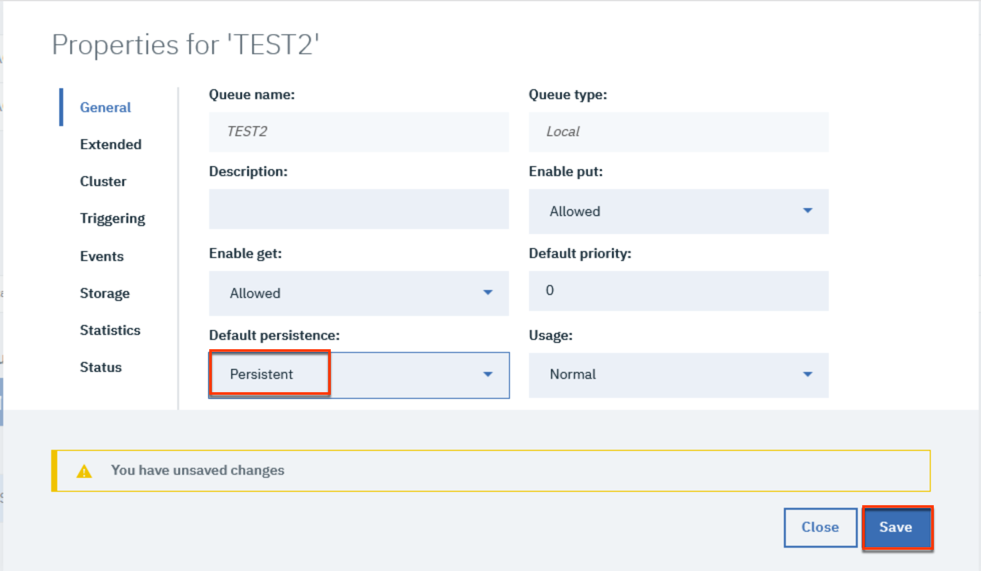 Properties for 'TEST2'
General
Extended
Cluster
Triggering
Events
Storage
Statistics
Status
Queue name:
TEST2
Queue type:
Local
Description:
Enable put:
Allowed
Enable get:
Allowed
Default priority:
0
Default persistence:
Persistent
Usage:
Normal
You have unsaved changes
Close
Save